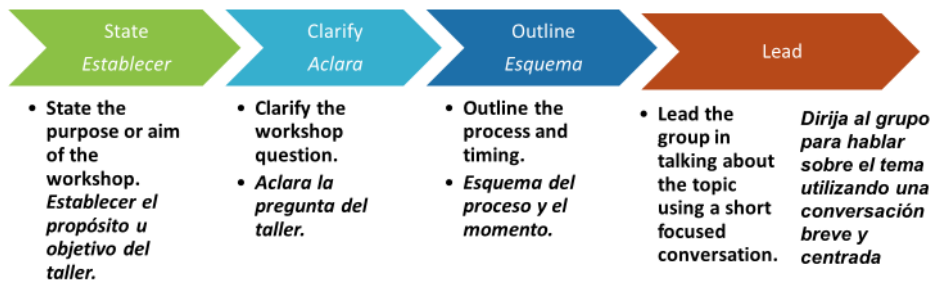 State
Establecer
Clarify
Aclara
Outline
Esquema
Lead
• State the
purpose or aim
of the
workshop.
Establecer el
propósito u
objetivo del
taller.
• Clarify the
workshop
question.
• Aclara la
pregunta del
taller.
• Outline the
process and
timing.
• Esquema del
proceso y el
momento.
• Lead the
group in
talking about
the topic
using a short
focused
conversation.
Dirija al grupo
para hablar
sobre el tema
utilizando una
conversación
breve y
centrada